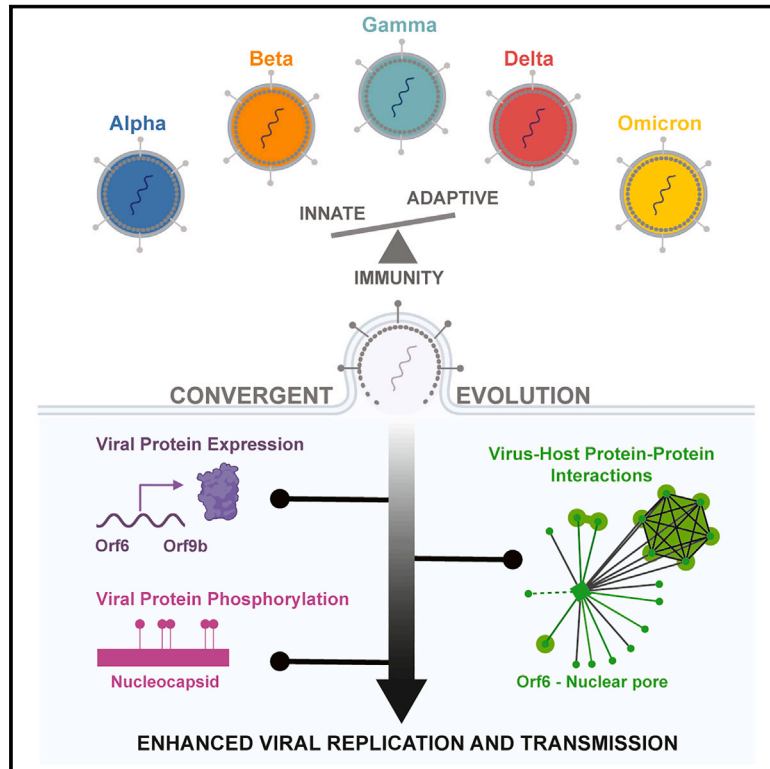 Gamma
Beta
Delta
Alpha
Omicron
INNATE
ADAPTIVE
IMMUNITY
CONVERGENT EVOLUTION
Viral Protein Expression
Orf6
Orf9b
Viral Protein Phosphorylation
Nucleocapsid
Virus-Host Protein-Protein
Interactions
Orf6 - Nuclear pore
ENHANCED VIRAL REPLICATION AND TRANSMISSION